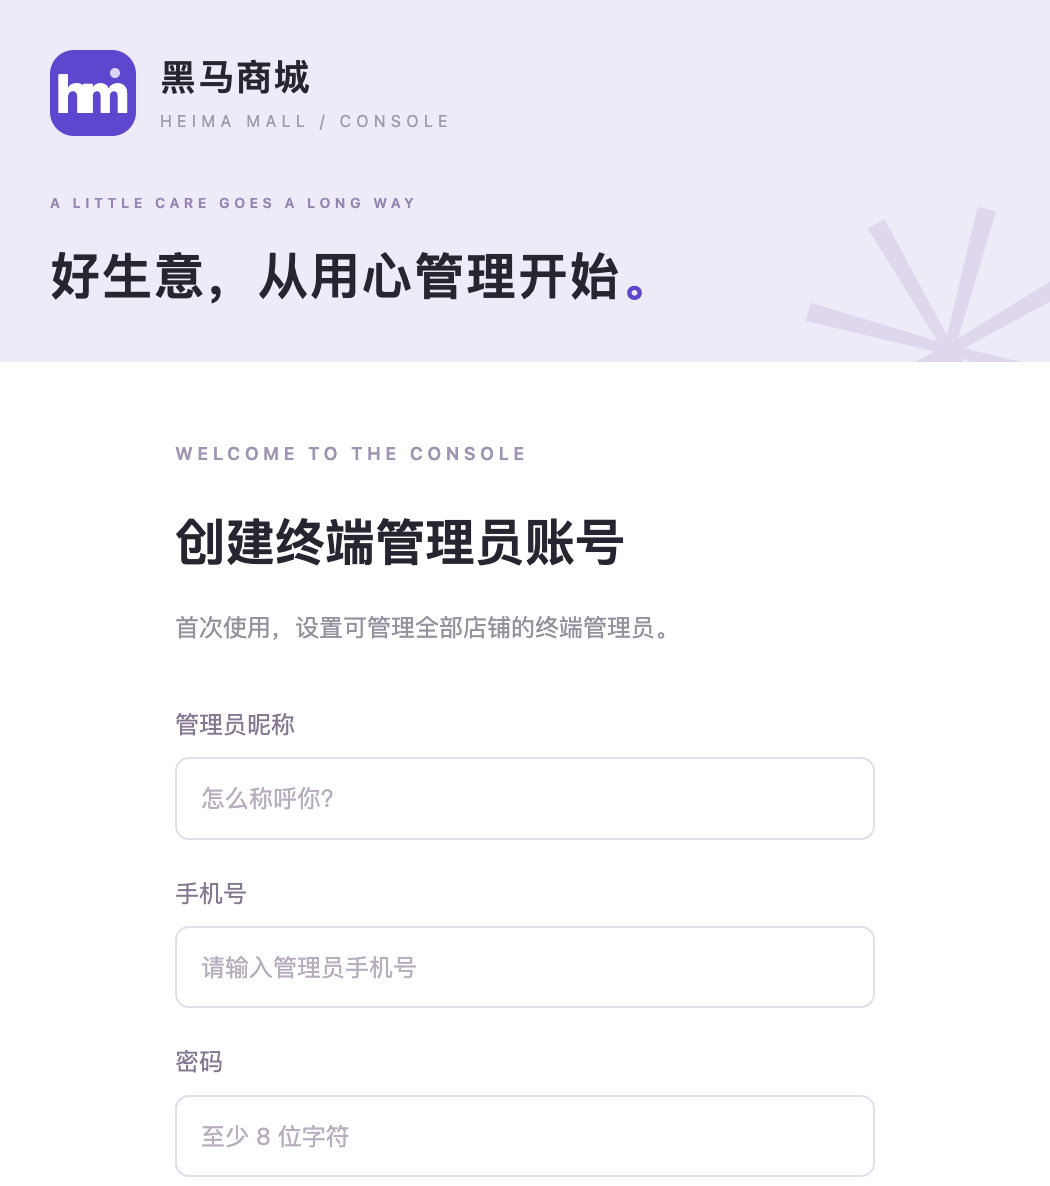 hm
黑马商城
HEIMA MALL / CONSOLE
A LITTLE CARE GOES A LONG WAY
好生意，从用心管理开始。
WELCOME TO THE CONSOLE
创建终端管理员账号
首次使用，设置可管理全部店铺的终端管理员。
管理员昵称
怎么称呼你？
手机号
请输入管理员手机号
密码
至少 8 位字符